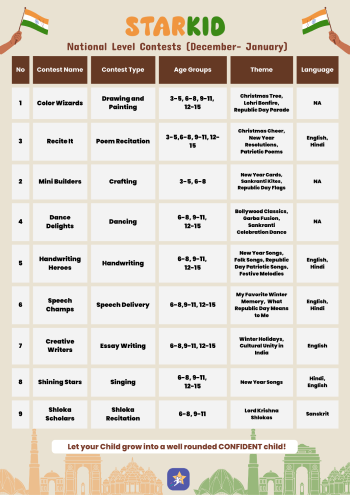 STARKID
National Level Contests (December- January)
No Contest Name Contest Type Age Groups Theme Language
1 Color Wizards Drawing and Painting 3-5, 6-8, 9-11, 12-15 Christmas Tree, Lohri Bonfire, Republic Day Parade NA
3 Recite It Poem Recitation 3-5,6-8, 9-11, 12-15 Christmas Cheer, New Year Resolutions, Patriotic Poems English, Hindi
2 Mini Builders Crafting 3-5, 6-8 New Year Cards, Sankranti Kites, Republic Day Flags NA
4 Dance Delights Dancing 6-8, 9-11, 12-15 Bollywood Classics, Garba Fusion, Sankranti Celebration Dance NA
5 Handwriting Heroes Handwriting 6-8, 9-11, 12-15 New Year Songs, Folk Songs, Republic Day Patriotic Songs, Festive Melodies English, Hindi
6 Speech Champs Speech Delivery 6-8,9-11, 12-15 My Favorite Winter Memory, What Republic Day Means to Me English, Hindi
7 Creative Writers Essay Writing 6-8,9-11, 12-15 Winter Holidays, Cultural Unity in India English
8 Shining Stars Singing 6-8, 9-11, 12-15 New Year Songs Hindi, English
9 Shloka Scholars Shloka Recitation 6-8, 9-11 Lord Krishna Shlokas Sanskrit
Let your Child grow into a well rounded CONFIDENT child!